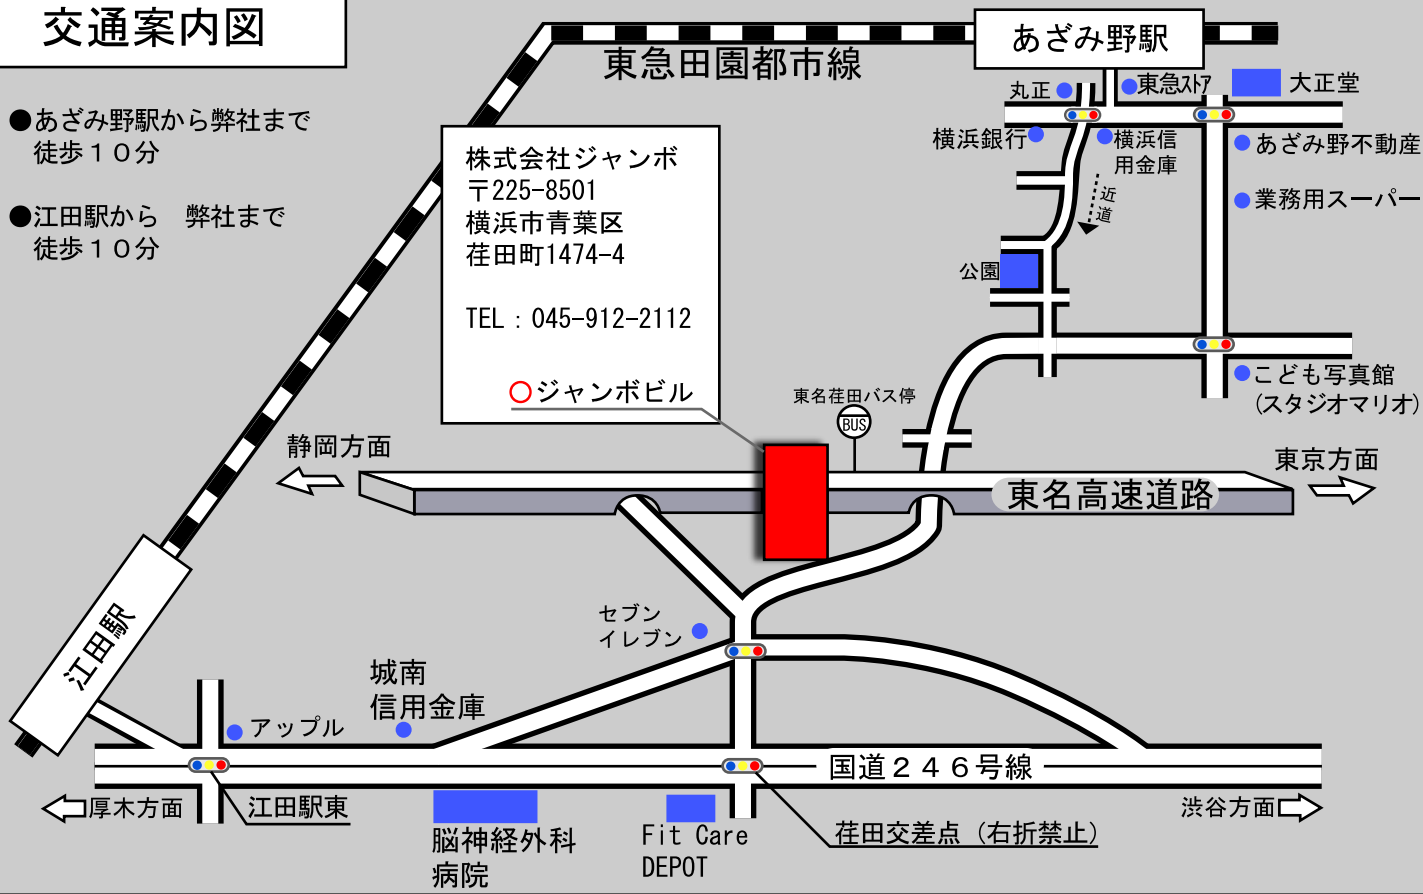 交通案内図
●あざみ野駅から弊社まで
徒歩１０分
●江田駅から　弊社まで
徒歩１０分
東急田園都市線
あざみ野駅
丸正
東急ストア
大正堂
横浜銀行
横浜信
用金庫
あざみ野不動産
業務用スーパー
近道
公園
株式会社ジャンボ
〒225-8501
横浜市青葉区
荏田町1474-4
TEL：045-912-2112
○ジャンボビル
東名荏田バス停
BUS
こども写真館
(スタジオマリオ)
静岡方面
東京方面
東名高速道路
江田駅
セブン
イレブン
城南
信用金庫
アップル
国道２４６号線
厚木方面
江田駅東
渋谷方面
脳神経外科
病院
Fit Care
DEPOT
荏田交差点（右折禁止）